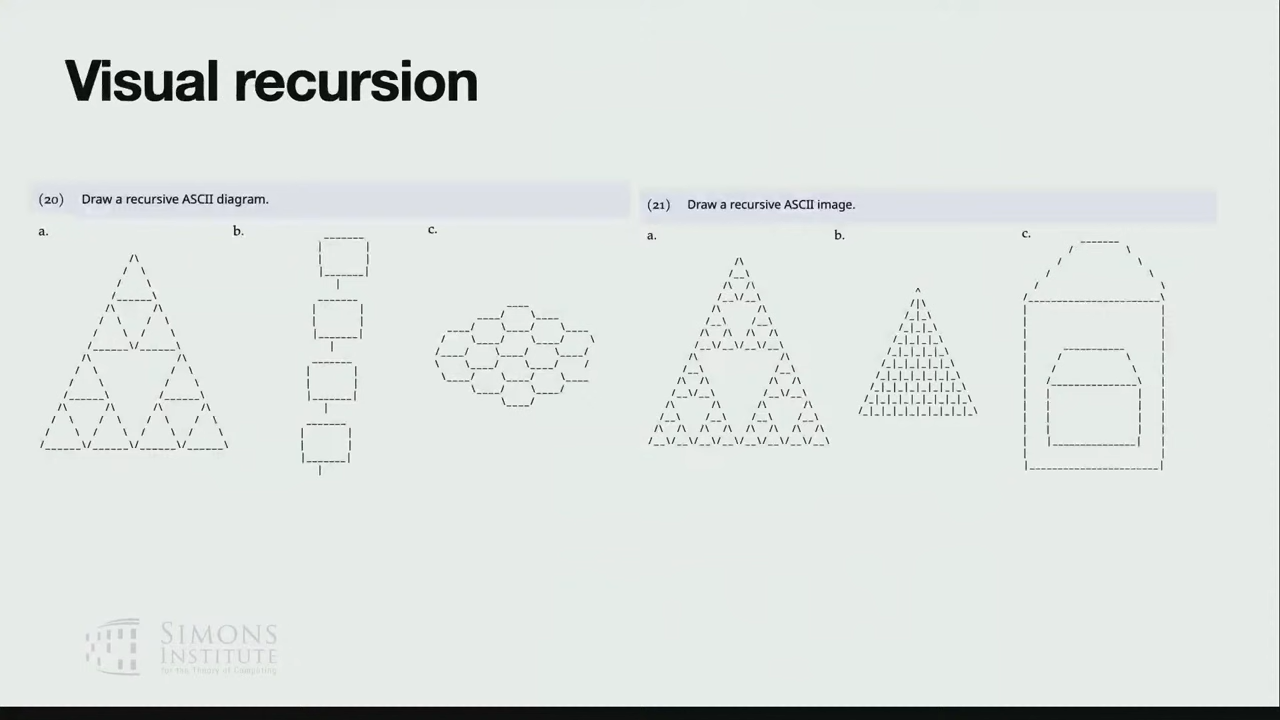 Visual recursion
(20) Draw a recursive ASCII diagram.
a. b. c.
(21) Draw a recursive ASCII image.
a. b. c.
SIMONS
INSTITUTE
for the Theory of Computing